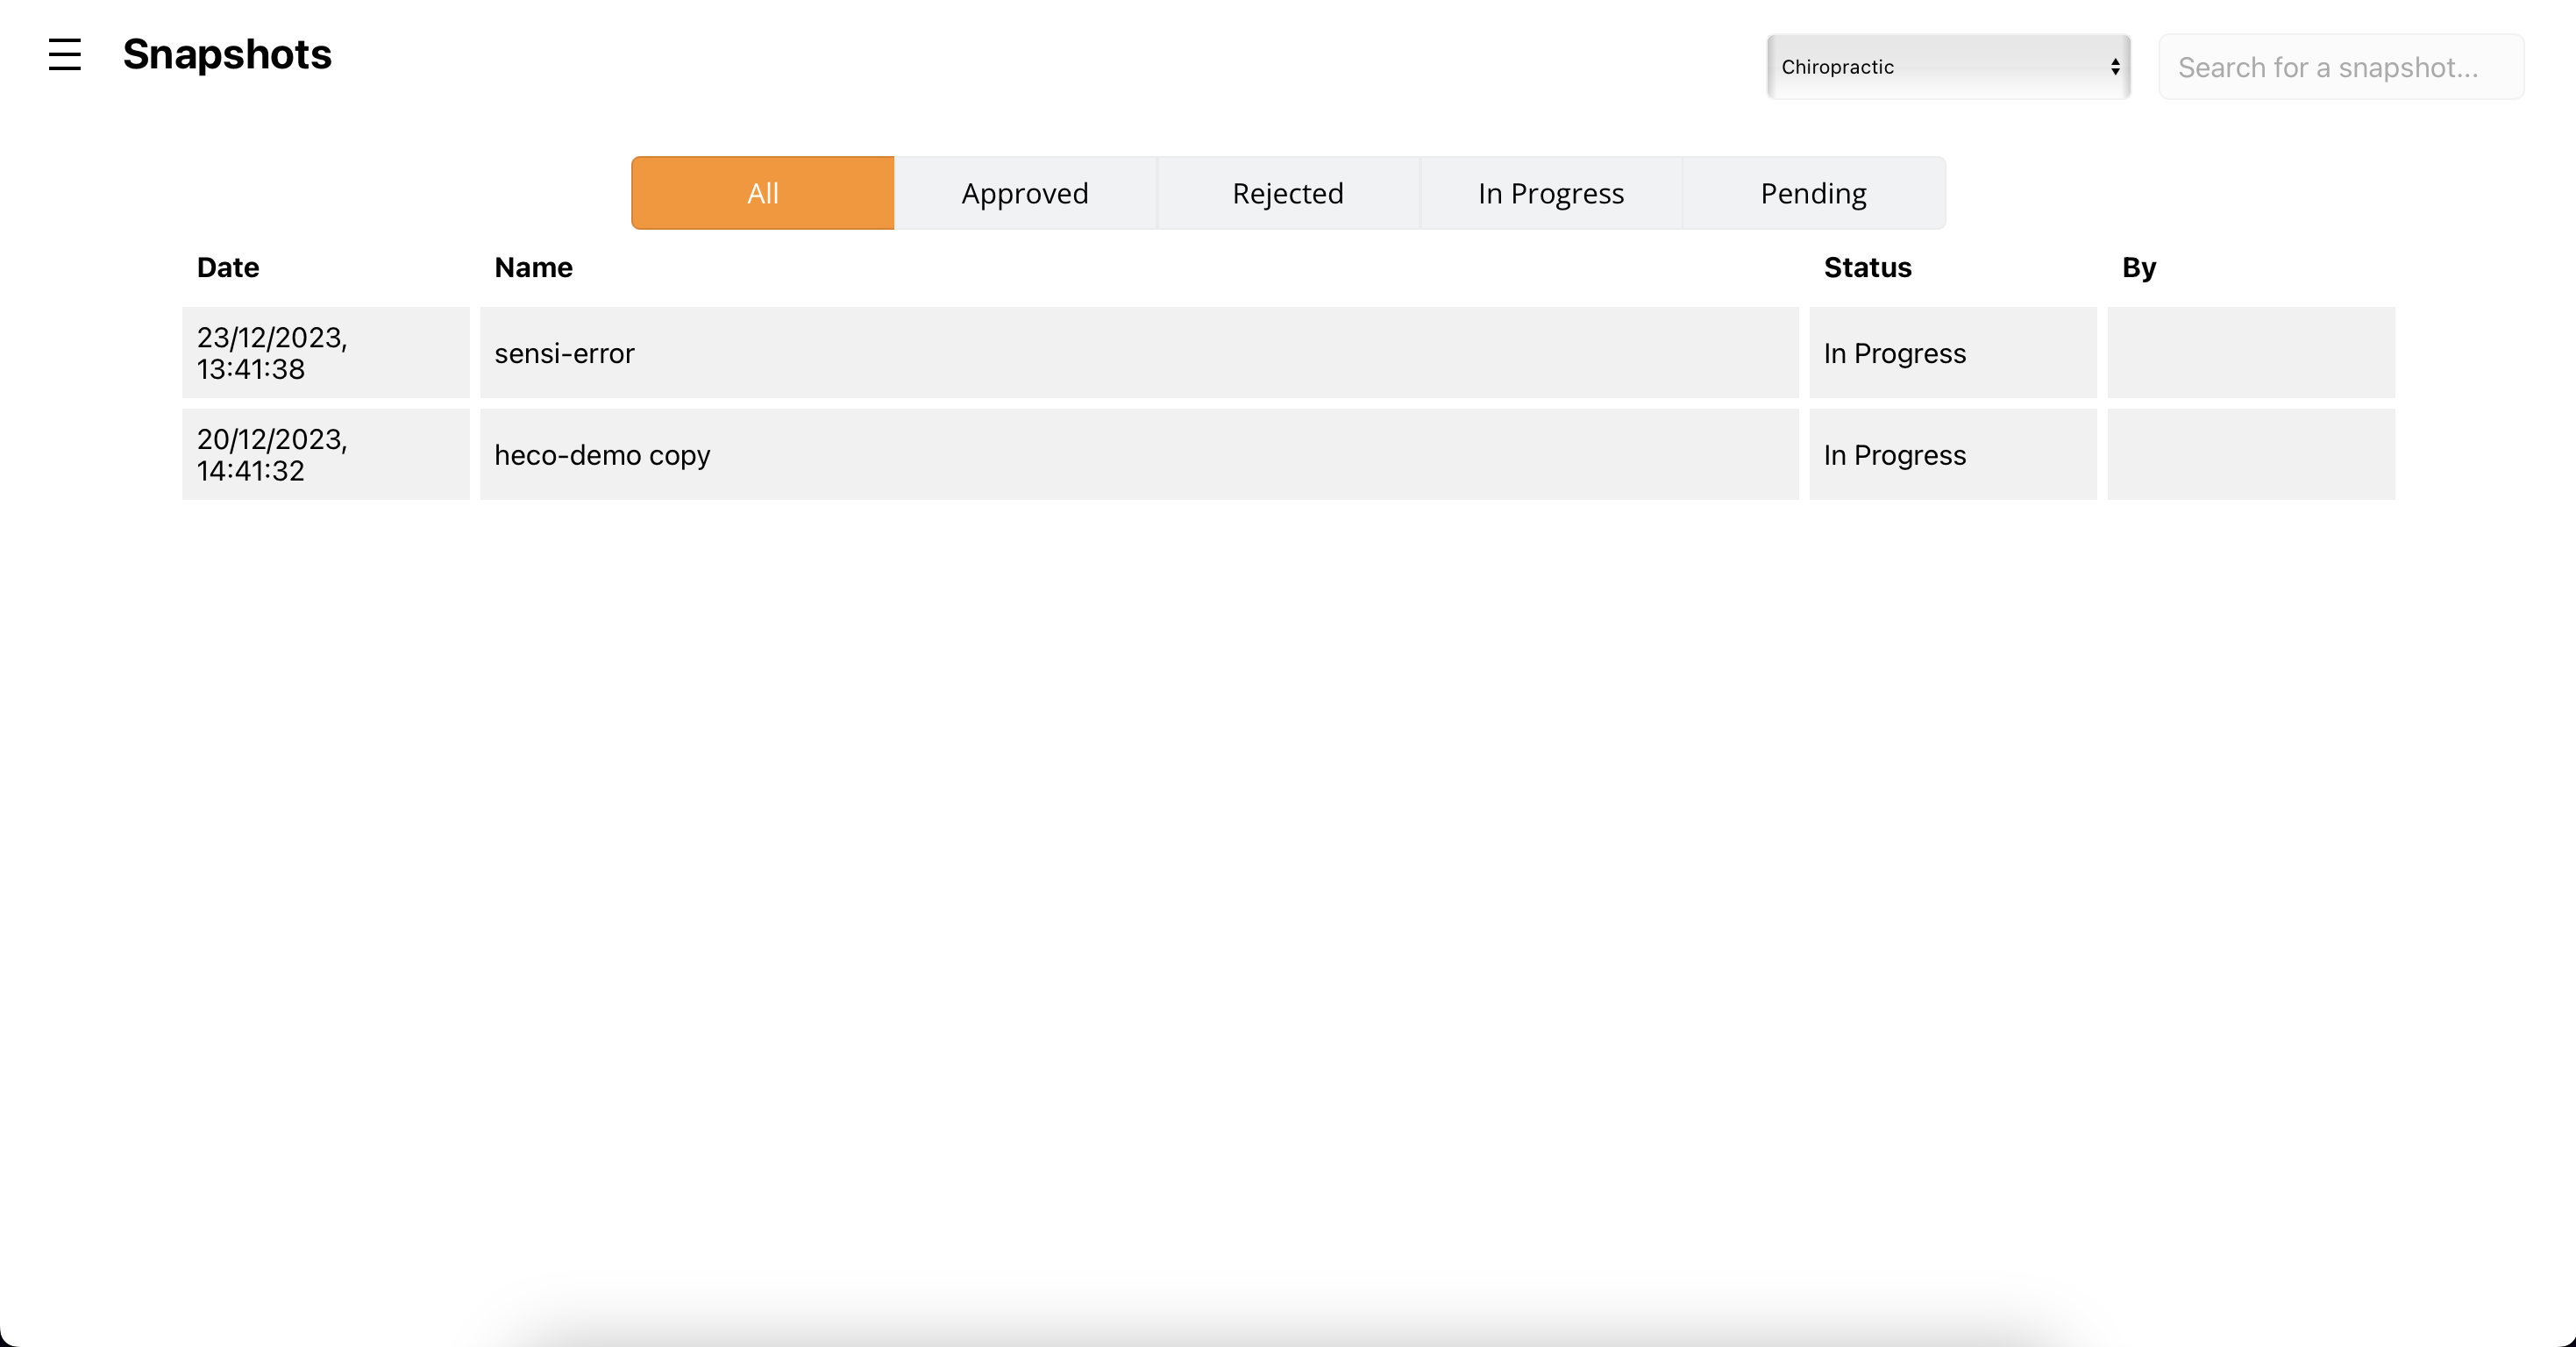 Snapshots
Chiropractic
Search for a snapshot...
All
Approved
Rejected
In Progress
Pending
Date
Name
Status
By
23/12/2023,
13:41:38
sensi-error
In Progress
20/12/2023,
14:41:32
heco-demo copy
In Progress